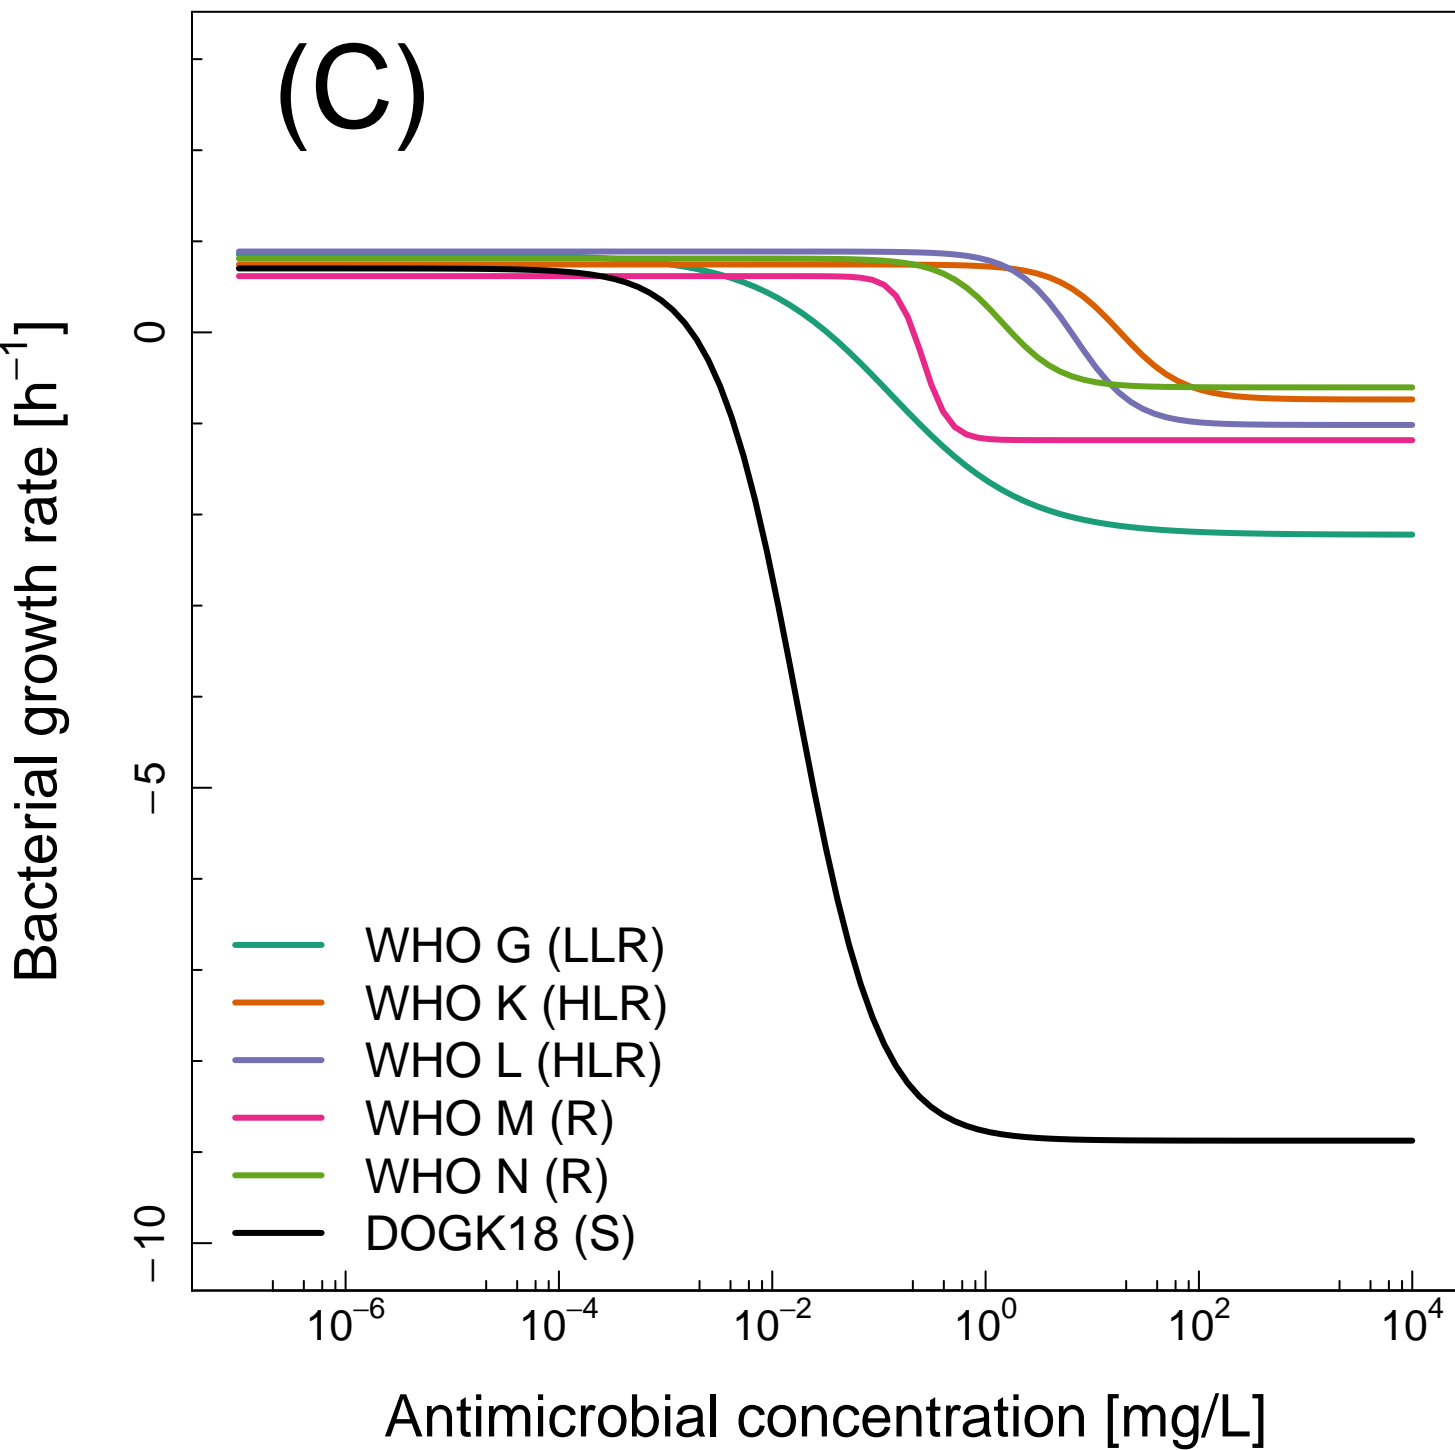 (C)
Bacterial growth rate [h⁻¹]
0
−5
−10
WHO G (LLR)
WHO K (HLR)
WHO L (HLR)
WHO M (R)
WHO N (R)
DOGK18 (S)
10⁻⁶ 10⁻⁴ 10⁻² 10⁰ 10² 10⁴
Antimicrobial concentration [mg/L]